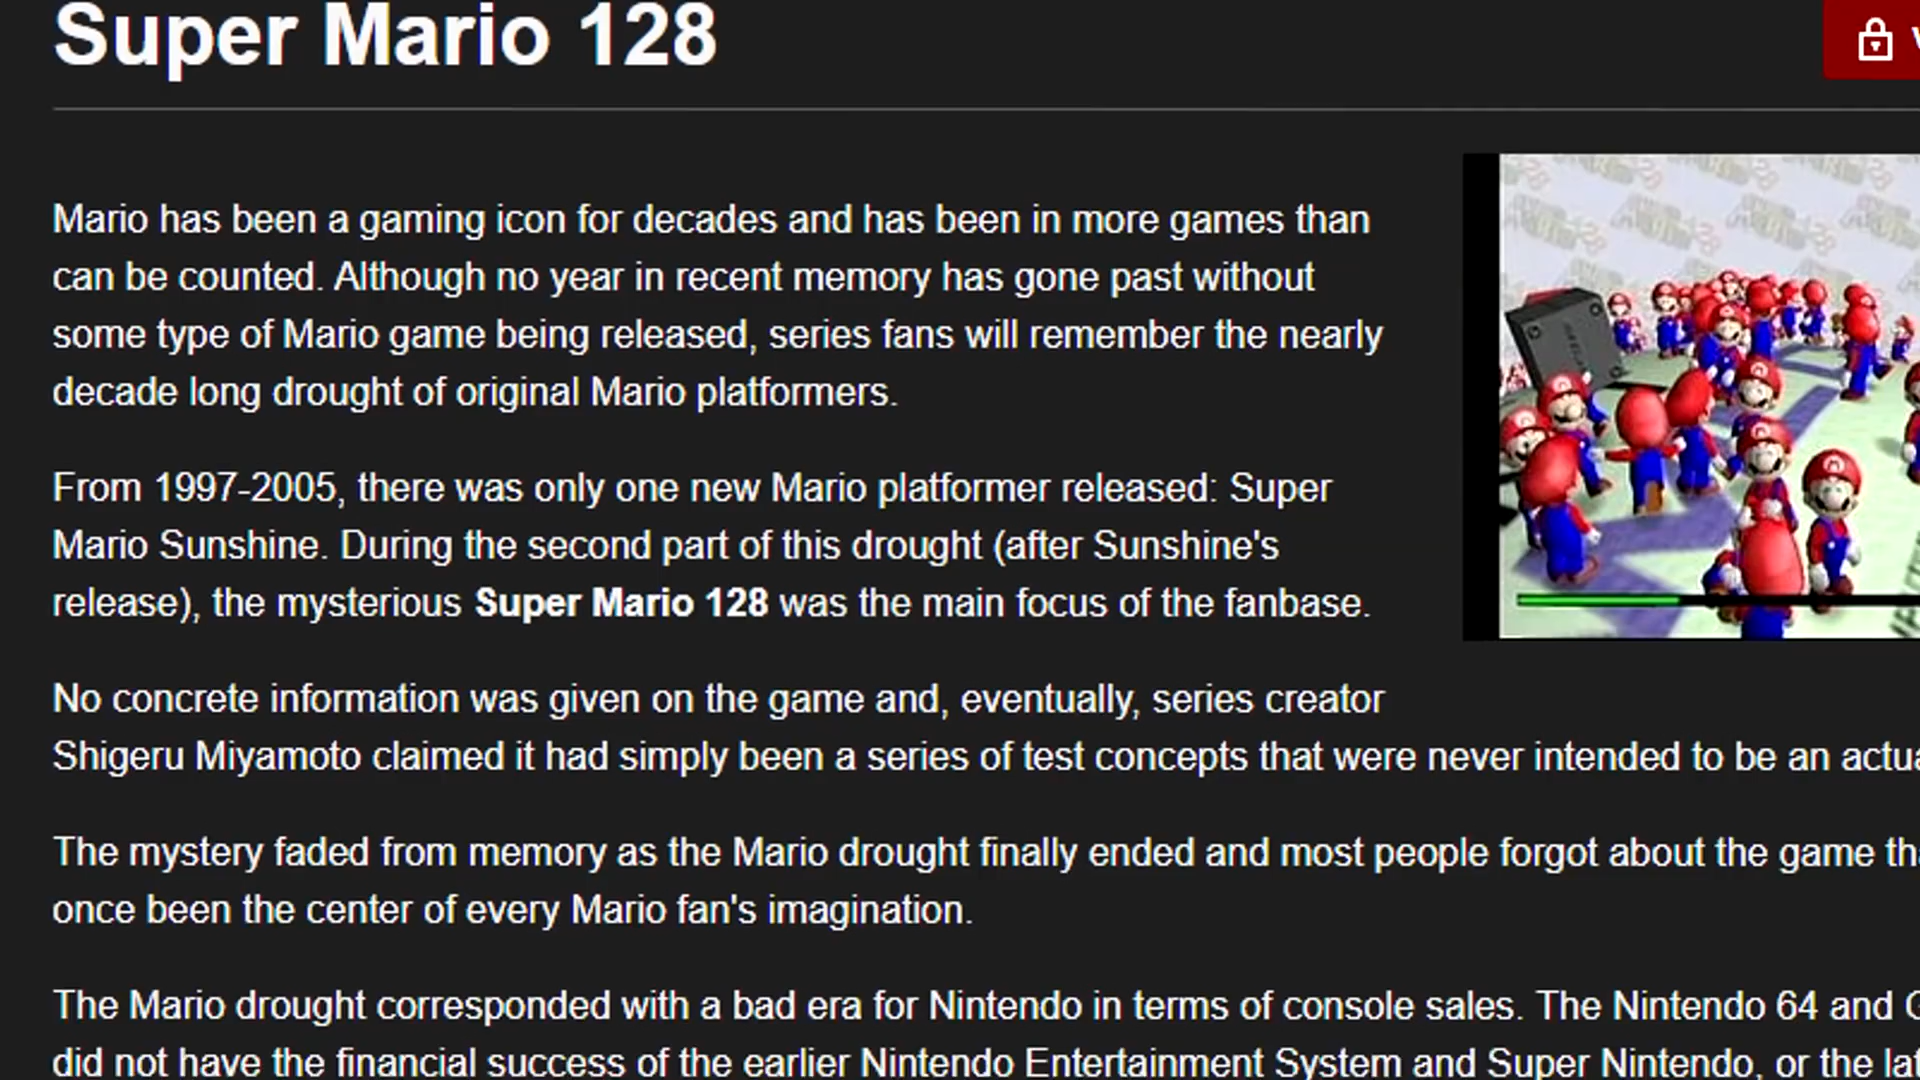 Super Mario 128
Mario has been a gaming icon for decades and has been in more games than
can be counted. Although no year in recent memory has gone past without
some type of Mario game being released, series fans will remember the nearly
decade long drought of original Mario platformers.
From 1997-2005, there was only one new Mario platformer released: Super
Mario Sunshine. During the second part of this drought (after Sunshine's
release), the mysterious Super Mario 128 was the main focus of the fanbase.
No concrete information was given on the game and, eventually, series creator
Shigeru Miyamoto claimed it had simply been a series of test concepts that were never intended to be an
The mystery faded from memory as the Mario drought finally ended and most people forgot about the game
once been the center of every Mario fan's imagination.
The Mario drought corresponded with a bad era for Nintendo in terms of console sales. The Nintendo 64 and
did not have the financial success of the earlier Nintendo Entertainment System and Super Nintendo, or the